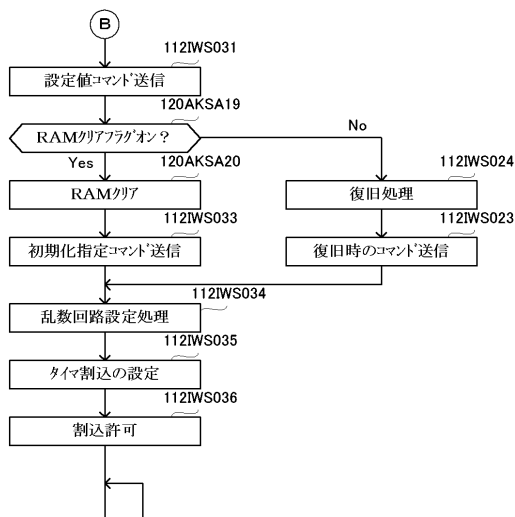 B
112IWS031
設定値コマンド送信
120AKSA19
RAMクリアフラグオン？
No
Yes
120AKSA20
RAMクリア
112IWS024
復旧処理
112IWS033
初期化指定コマンド送信
112IWS023
復旧時のコマンド送信
112IWS034
乱数回路設定処理
112IWS035
タイマ割込の設定
112IWS036
割込許可